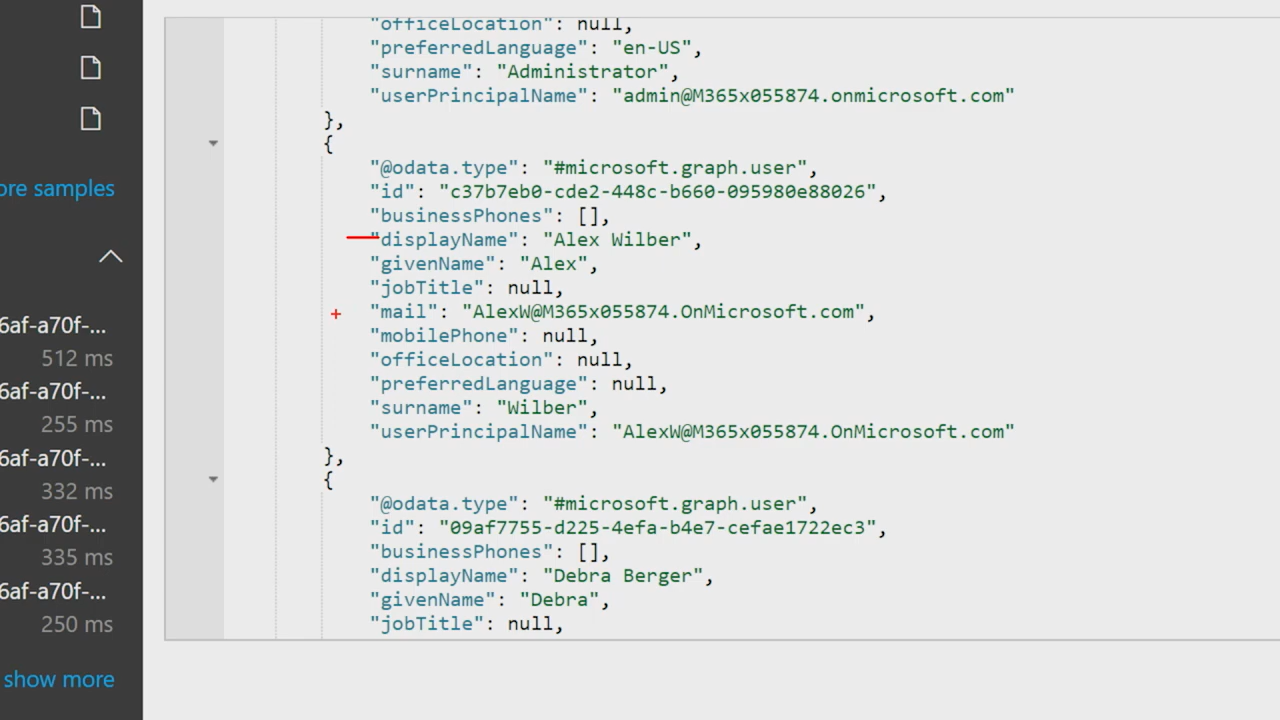 ore samples
6af-a70f-...
512 ms
6af-a70f-...
255 ms
6af-a70f-...
332 ms
6af-a70f-...
335 ms
6af-a70f-...
250 ms
show more
"officeLocation": null,
"preferredLanguage": "en-US",
"surname": "Administrator",
"userPrincipalName": "admin@M365x055874.onmicrosoft.com"
},
{
"@odata.type": "#microsoft.graph.user",
"id": "c37b7eb0-cde2-448c-b660-095980e88026",
"businessPhones": [],
"displayName": "Alex Wilber",
"givenName": "Alex",
"jobTitle": null,
"mail": "AlexW@M365x055874.OnMicrosoft.com",
"mobilePhone": null,
"officeLocation": null,
"preferredLanguage": null,
"surname": "Wilber",
"userPrincipalName": "AlexW@M365x055874.OnMicrosoft.com"
},
{
"@odata.type": "#microsoft.graph.user",
"id": "09af7755-d225-4efa-b4e7-cefae1722ec3",
"businessPhones": [],
"displayName": "Debra Berger",
"givenName": "Debra",
"jobTitle": null,